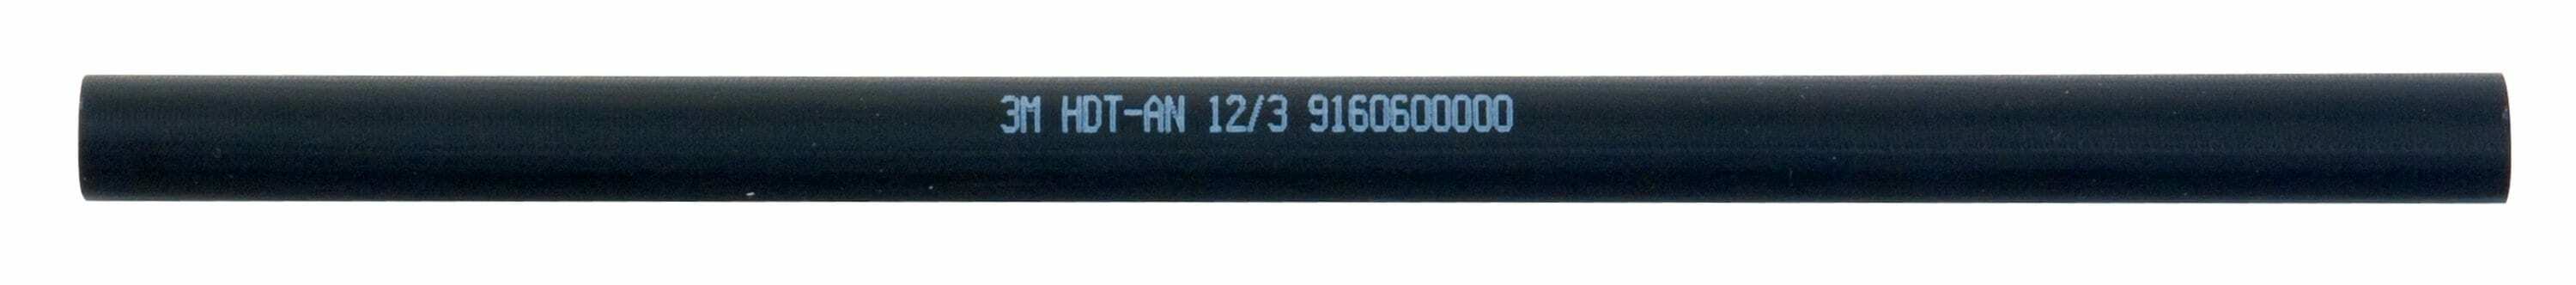 3M HDT-AN 12/3 9160600000